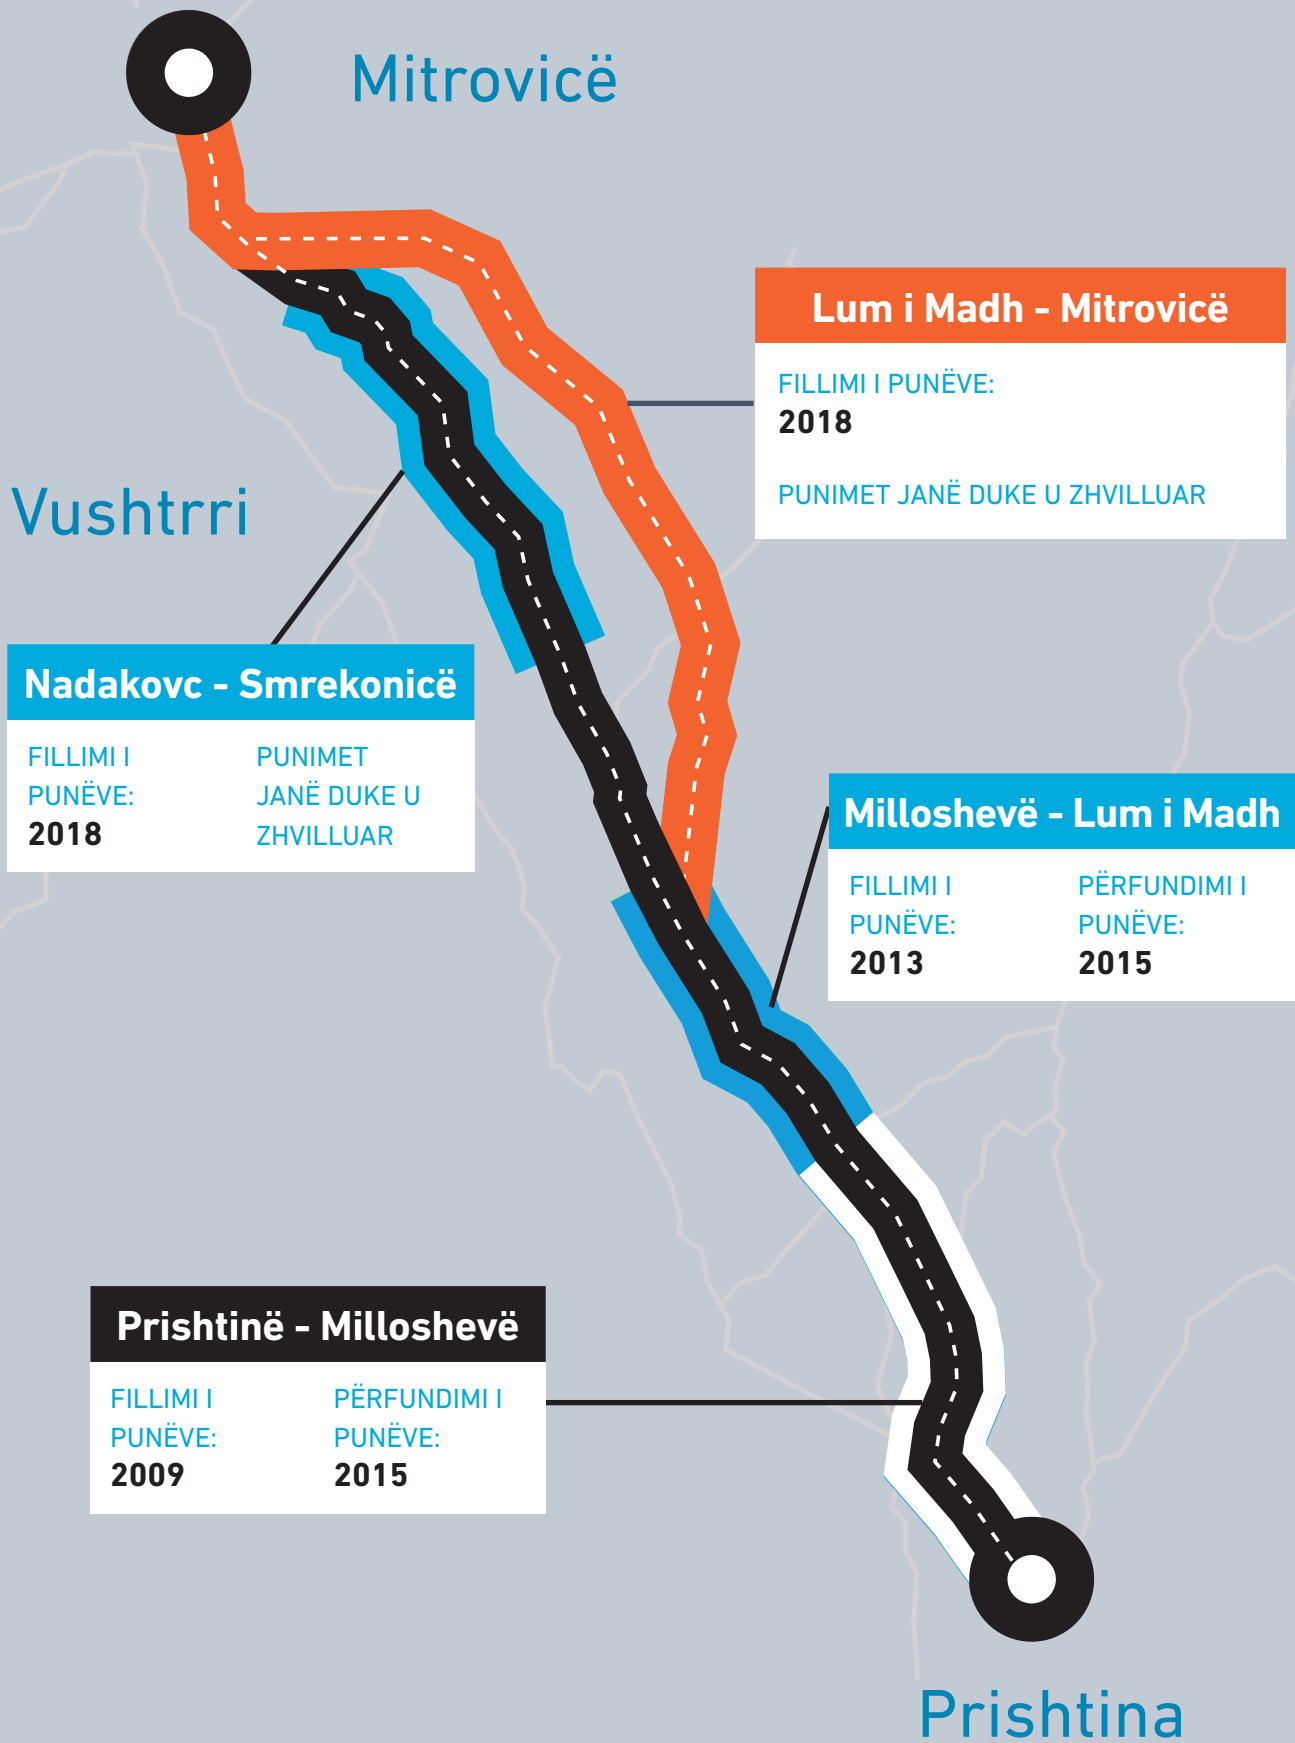 Mitrovicë
Lum i Madh - Mitrovicë
FILLIMI I PUNËVE:
2018
PUNIMET JANË DUKE U ZHVILLUAR
Vushtrri
Nadakovc - Smrekonicë
FILLIMI I
PUNËVE:
2018
PUNIMET
JANË DUKE U
ZHVILLUAR
Milloshevë - Lum i Madh
FILLIMI I
PUNËVE:
2013
PËRFUNDIMI I
PUNËVE:
2015
Prishtinë - Milloshevë
FILLIMI I
PUNËVE:
2009
PËRFUNDIMI I
PUNËVE:
2015
Prishtina